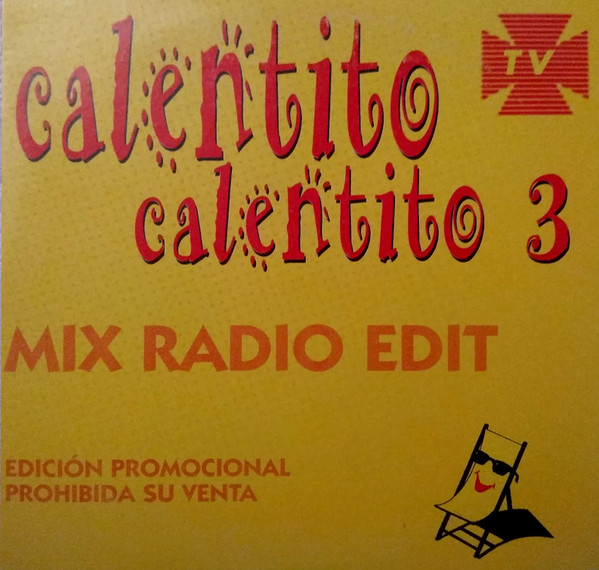 calentito
TV
calentito 3
MIX RADIO EDIT
EDICIÓN PROMOCIONAL
PROHIBIDA SU VENTA